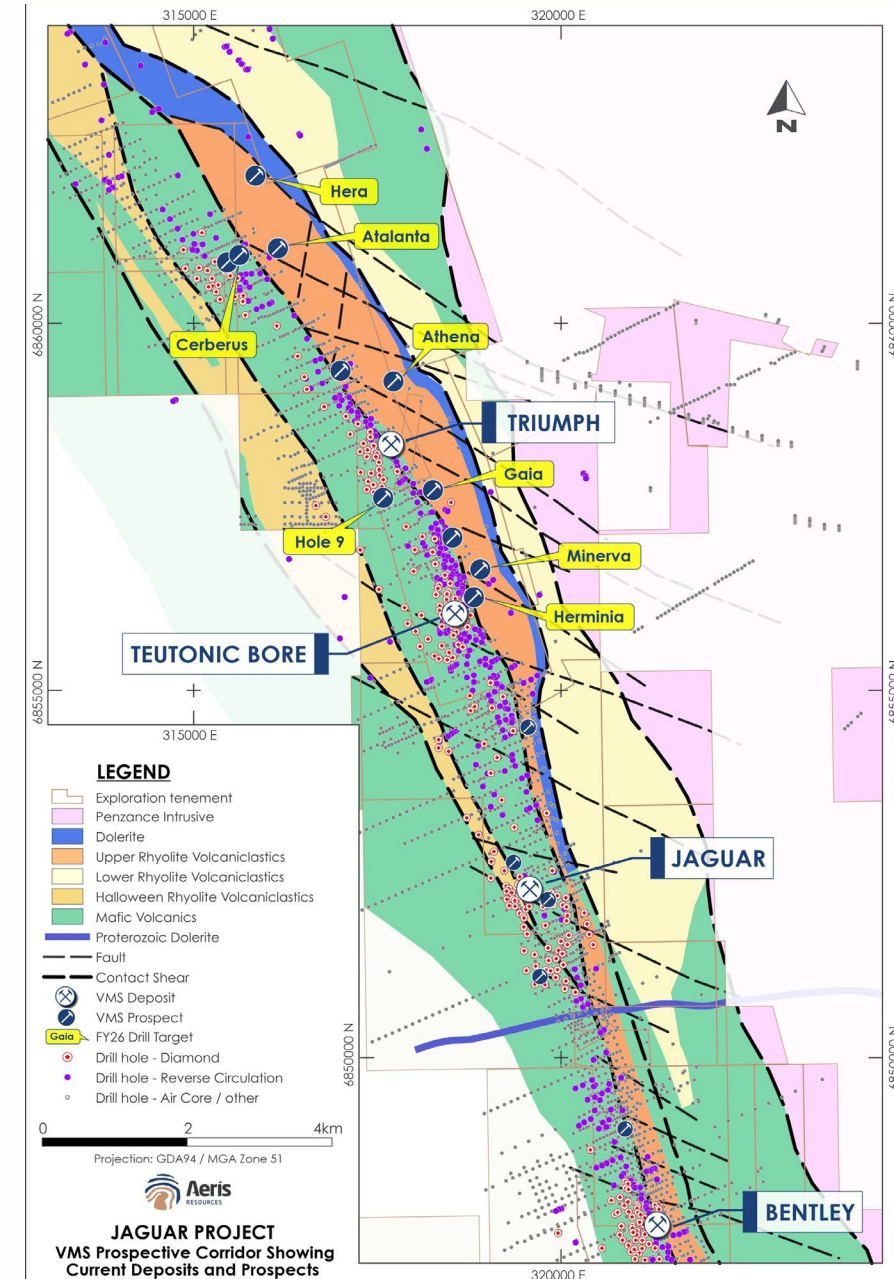 315000 E
320000 E
N
Hera
Atalanta
6860000 N
Cerberus
Athena
TRIUMPH
Gaia
Hole 9
Minerva
Herminia
TEUTONIC BORE
6855000 N
315000 E
LEGEND
Exploration tenement
Penzance Intrusive
Dolerite
Upper Rhyolite Volcaniclastics
Lower Rhyolite Volcaniclastics
Halloween Rhyolite Volcaniclastics
Mafic Volcanics
Proterozoic Dolerite
Fault
Contact Shear
VMS Deposit
VMS Prospect
Gaia FY26 Drill Target
Drill hole - Diamond
Drill hole - Reverse Circulation
Drill hole - Air Core / other
0 2 4km
Projection: GDA94 / MGA Zone 51
Aeris
RESOURCES
JAGUAR PROJECT
VMS Prospective Corridor Showing
Current Deposits and Prospects
JAGUAR
6850000 N
BENTLEY
320000 E